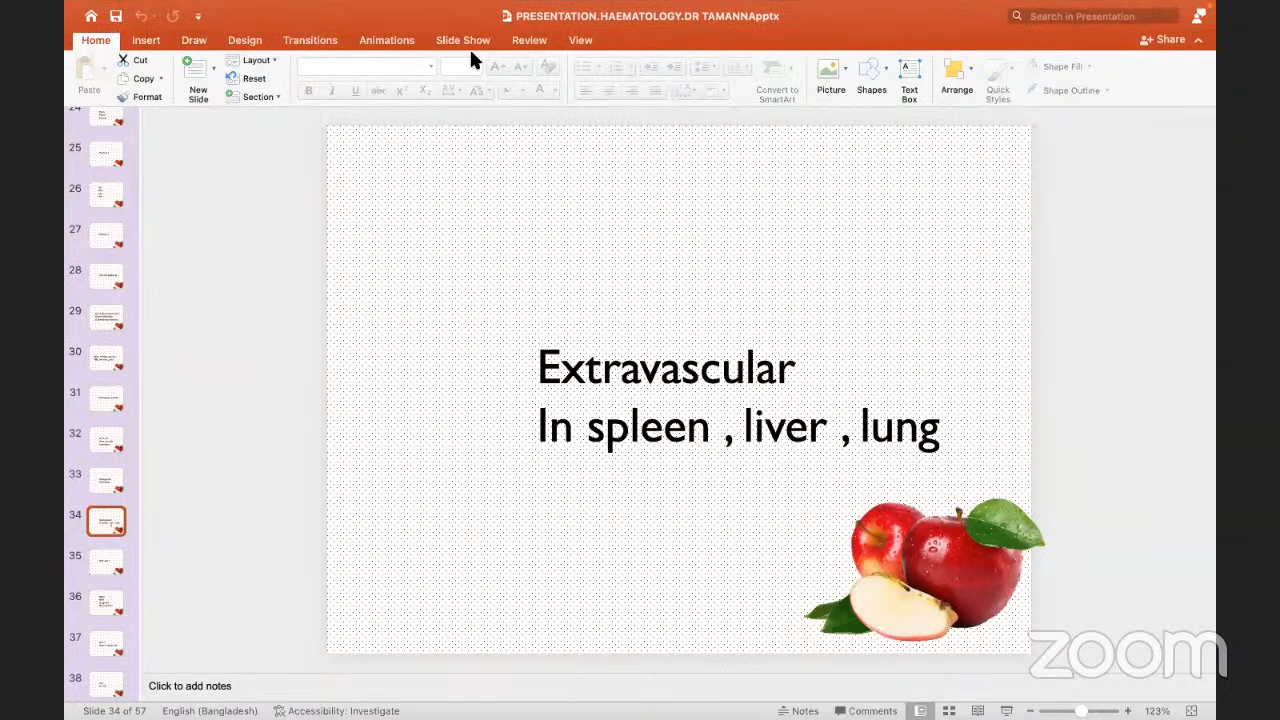 PRESENTATION.HAEMATOLOGY.DR TAMANNApptx
Search in Presentation
Home Insert Draw Design Transitions Animations Slide Show Review View
Share
Paste
Cut
Copy
Format
New Slide
Layout
Reset
Section
Convert to SmartArt
Picture
Shapes
Text Box
Arrange
Quick Styles
Shape Fill
Shape Outline
24
25
26
27
28
29
30
31
32
33
34
35
36
37
38
Extravascular
In spleen , liver , lung
zoom
Click to add notes
Slide 34 of 57 English (Bangladesh) Accessibility: Investigate Notes Comments 123%